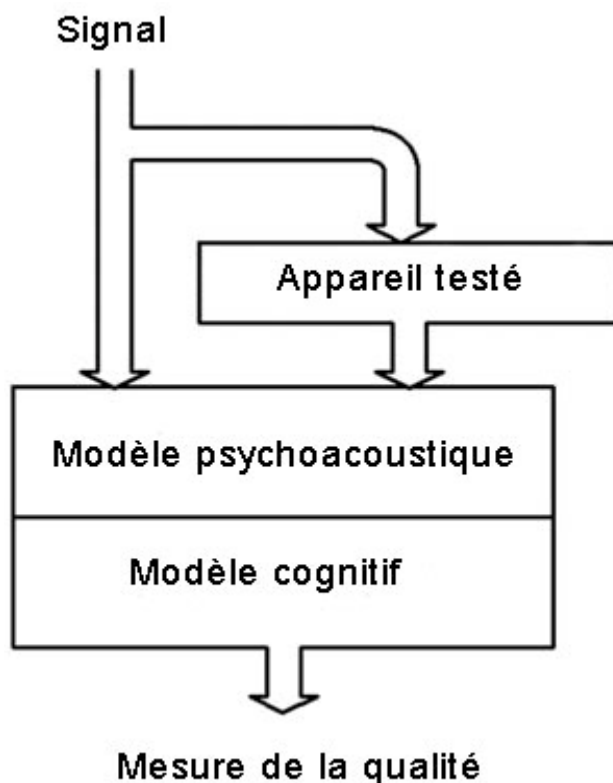 Signal
Appareil testé
Modèle psychoacoustique
Modèle cognitif
Mesure de la qualité